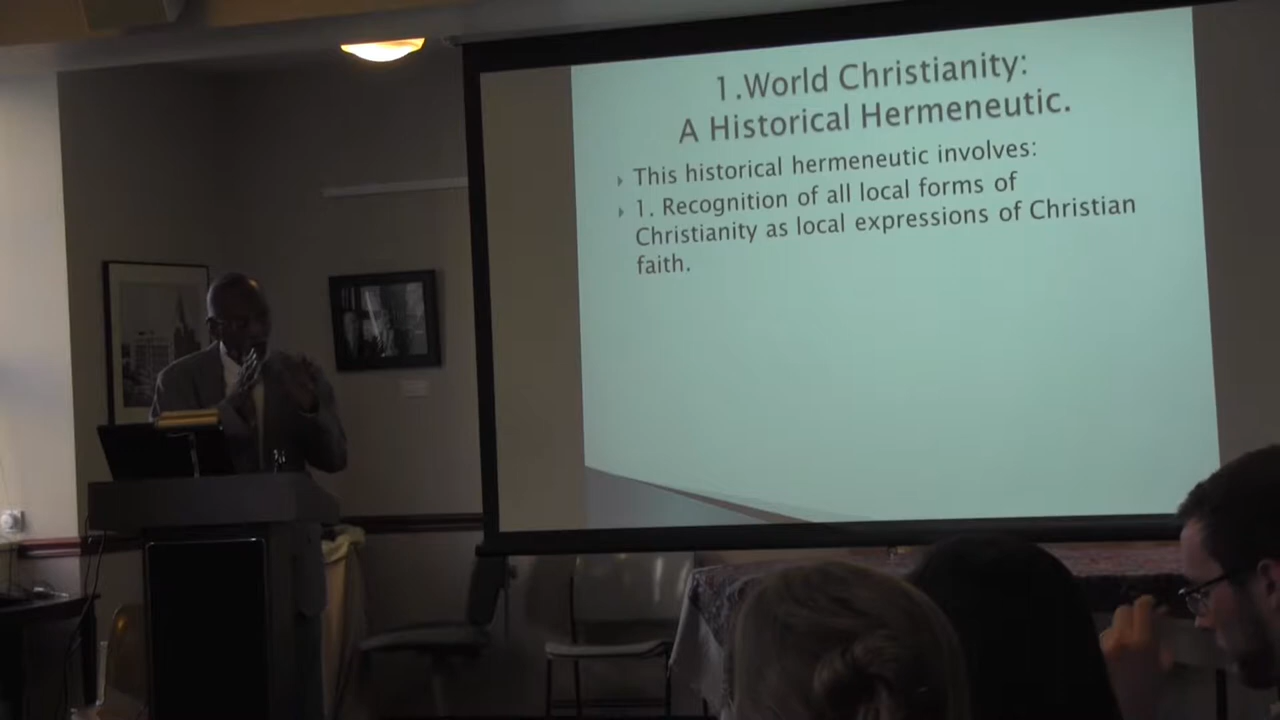 1.World Christianity:
A Historical Hermeneutic.
This historical hermeneutic involves:
1. Recognition of all local forms of
Christianity as local expressions of Christian
faith.